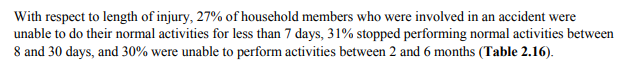 With respect to length of injury, 27% of household members who were involved in an accident were
unable to do their normal activities for less than 7 days, 31% stopped performing normal activities between
8 and 30 days, and 30% were unable to perform activities between 2 and 6 months (Table 2.16).